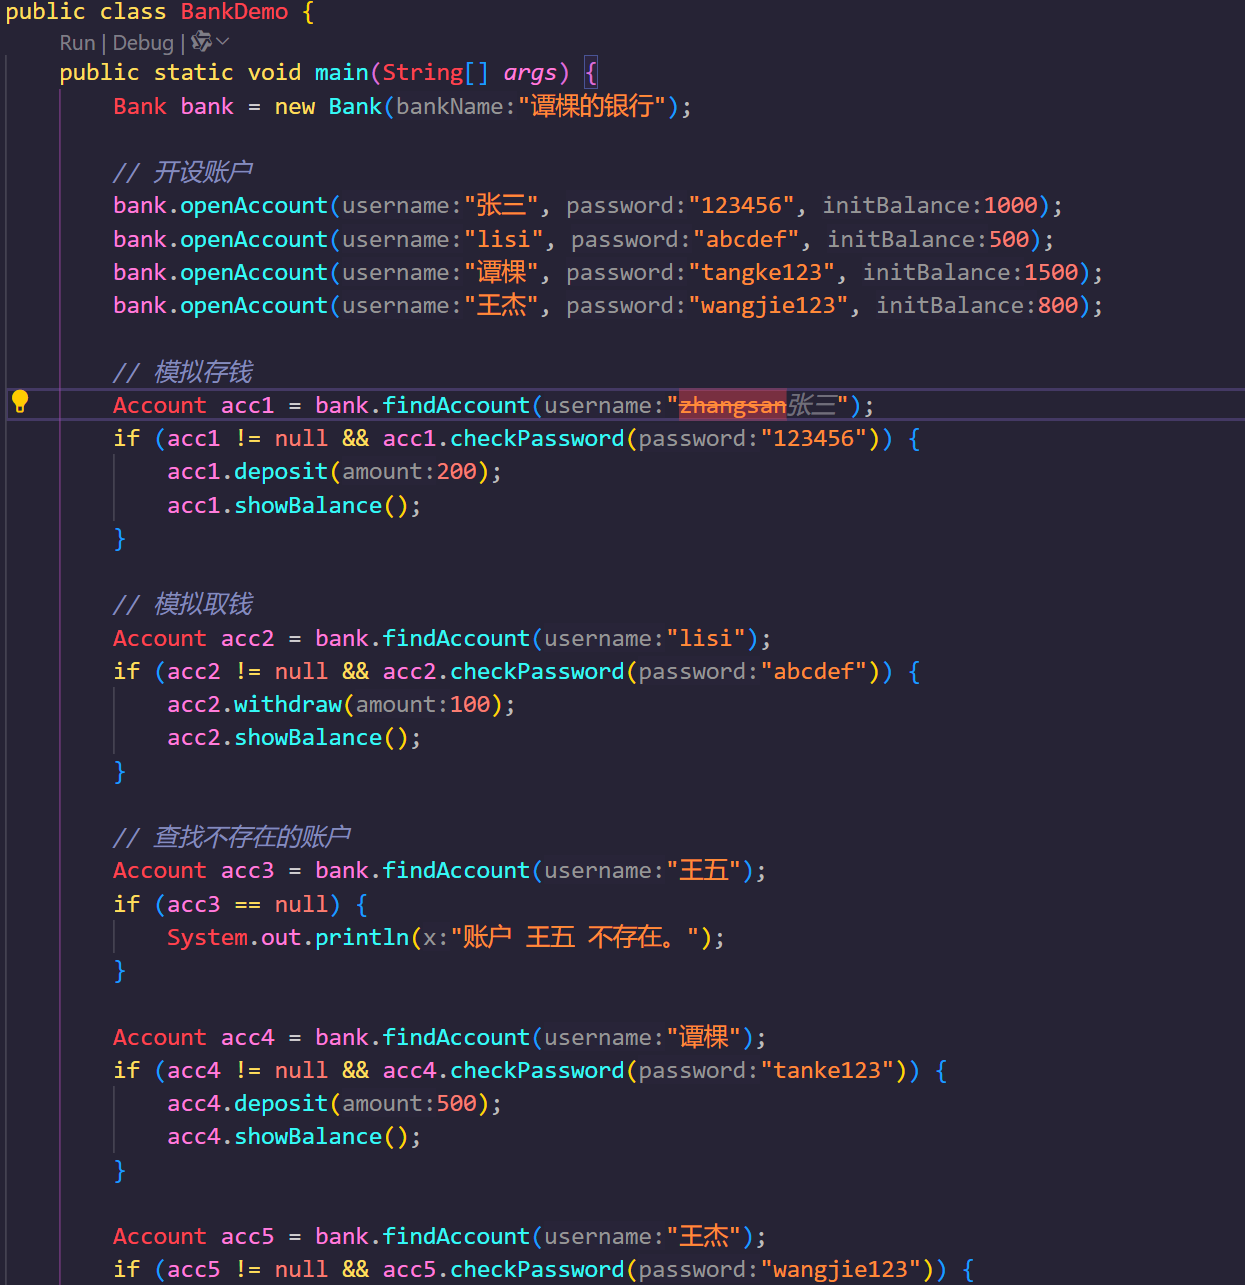 public class BankDemo {
Run | Debug |
public static void main(String[] args) {
Bank bank = new Bank(bankName:"谭棵的银行");
// 开设账户
bank.openAccount(username:"张三", password:"123456", initBalance:1000);
bank.openAccount(username:"lisi", password:"abcdef", initBalance:500);
bank.openAccount(username:"谭棵", password:"tangke123", initBalance:1500);
bank.openAccount(username:"王杰", password:"wangjie123", initBalance:800);
// 模拟存钱
Account acc1 = bank.findAccount(username:"zhangsan张三");
if (acc1 != null && acc1.checkPassword(password:"123456")) {
acc1.deposit(amount:200);
acc1.showBalance();
}
// 模拟取钱
Account acc2 = bank.findAccount(username:"lisi");
if (acc2 != null && acc2.checkPassword(password:"abcdef")) {
acc2.withdraw(amount:100);
acc2.showBalance();
}
// 查找不存在的账户
Account acc3 = bank.findAccount(username:"王五");
if (acc3 == null) {
System.out.println(x:"账户 王五 不存在。");
}
Account acc4 = bank.findAccount(username:"谭棵");
if (acc4 != null && acc4.checkPassword(password:"tanke123")) {
acc4.deposit(amount:500);
acc4.showBalance();
}
Account acc5 = bank.findAccount(username:"王杰");
if (acc5 != null && acc5.checkPassword(password:"wangjie123")) {